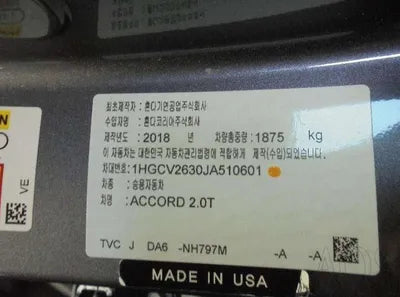 최초제작자 : 혼다기연공업주식회사
수입자명 : 혼다코리아주식회사
제작년도 : 2018 년 차량총중량 : 1875 kg
이 자동차는 대한민국 자동차관리법령에 적합하게 제작(수입)되었습니다.
차대번호: 1HGCV2630JA510601
차종 : 승용자동차
차명 : ACCORD 2.0T
TVC J DA6 -NH797M -A -A
VE
MADE IN USA